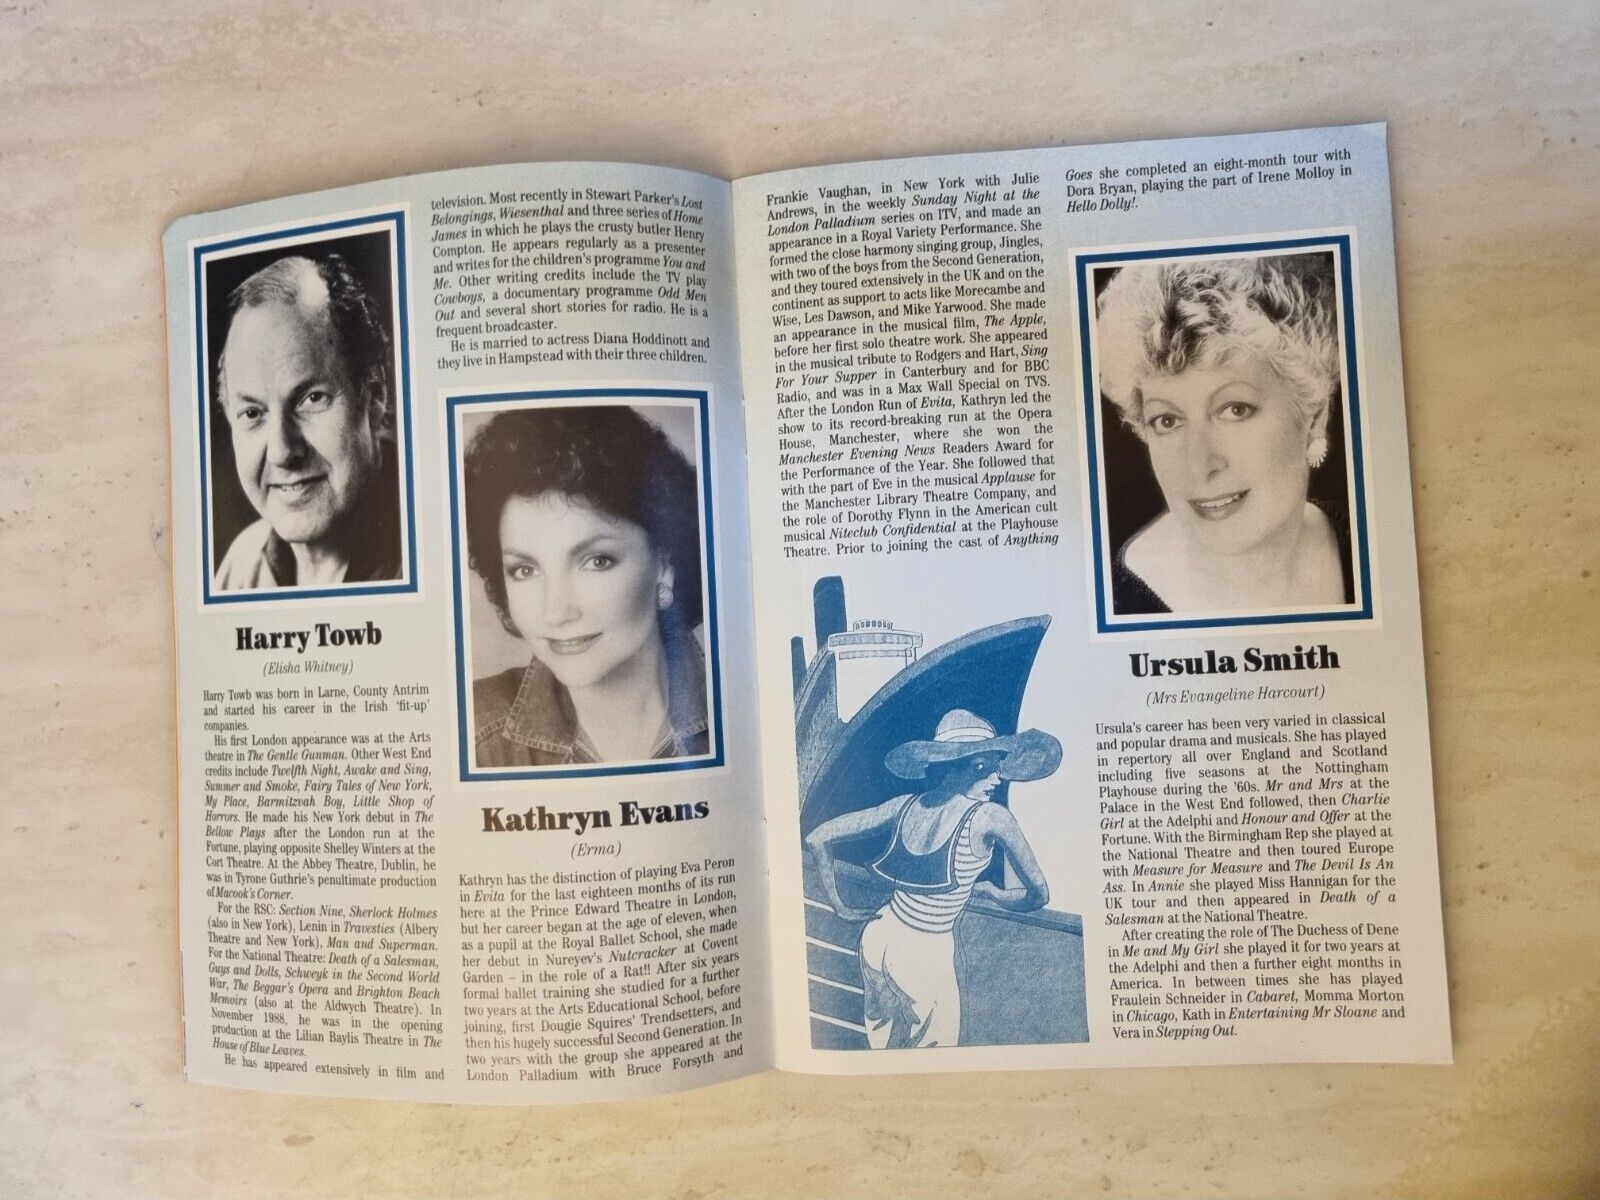 Harry Towb
(Elisha Whitney)
Harry Towb was born in Larne, County Antrim
and started his career in the Irish ‘fit-up’
companies.
His first London appearance was at the Arts
theatre in The Gentle Gunman. Other West End
credits include Twelfth Night, Awake and Sing,
Summer and Smoke, Fairy Tales of New York,
My Place, Barmitzvah Boy, Little Shop of
Horrors. He made his New York debut in The
Bellow Plays after the London run at the
Fortune, playing opposite Shelley Winters at the
Cort Theatre. At the Abbey Theatre, Dublin, he
was in Tyrone Guthrie's penultimate production
of Macook's Corner.
For the RSC: Section Nine, Sherlock Holmes
(also in New York), Lenin in Travesties (Albery
Theatre and New York), Man and Superman.
For the National Theatre: Death of a Salesman,
Guys and Dolls, Schweyk in the Second World
War, The Beggar's Opera and Brighton Beach
Memoirs (also at the Aldwych Theatre). In
November 1988, he was in the opening
production at the Lilian Baylis Theatre in The
House of Blue Leaves.
He has appeared extensively in film and
television. Most recently in Stewart Parker's Lost
Belongings, Wiesenthal and three series of Home
James in which he plays the crusty butler Henry
Compton. He appears regularly as a presenter
and writes for the children's programme You and
Me. Other writing credits include the TV play
Cowboys, a documentary programme Odd Men
Out and several short stories for radio. He is a
frequent broadcaster.
He is married to actress Diana Hoddinott and
they live in Hampstead with their three children.
Kathryn Evans
(Erma)
Kathryn has the distinction of playing Eva Peron
in Evita for the last eighteen months of its run
here at the Prince Edward Theatre in London,
but her career began at the age of eleven, when
as a pupil at the Royal Ballet School, she made
her debut in Nureyev's Nutcracker at Covent
Garden – in the role of a Rat!! After six years
formal ballet training she studied for a further
two years at the Arts Educational School, before
joining, first Dougie Squires' Trendsetters, and
then his hugely successful Second Generation. In
two years with the group she appeared at the
London Palladium with Bruce Forsyth and
Frankie Vaughan, in New York with Julie
Andrews, in the weekly Sunday Night at the
London Palladium series on ITV, and made an
appearance in a Royal Variety Performance. She
formed the close harmony singing group, Jingles,
with two of the boys from the Second Generation,
and they toured extensively in the UK and on the
continent as support to acts like Morecambe and
Wise, Les Dawson, and Mike Yarwood. She made
an appearance in the musical film, The Apple,
before her first solo theatre work. She appeared
in the musical tribute to Rodgers and Hart, Sing
For Your Supper in Canterbury and for BBC
Radio, and was in a Max Wall Special on TVS.
After the London Run of Evita, Kathryn led the
show to its record-breaking run at the Opera
House, Manchester, where she won the
Manchester Evening News Readers Award for
the Performance of the Year. She followed that
with the part of Eve in the musical Applause for
the Manchester Library Theatre Company, and
the role of Dorothy Flynn in the American cult
musical Niteclub Confidential at the Playhouse
Theatre. Prior to joining the cast of Anything
Goes she completed an eight-month tour with
Dora Bryan, playing the part of Irene Molloy in
Hello Dolly!.
Ursula Smith
(Mrs Evangeline Harcourt)
Ursula's career has been very varied in classical
and popular drama and musicals. She has played
in repertory all over England and Scotland
including five seasons at the Nottingham
Playhouse during the '60s. Mr and Mrs at the
Palace in the West End followed, then Charlie
Girl at the Adelphi and Honour and Offer at the
Fortune. With the Birmingham Rep she played at
the National Theatre and then toured Europe
with Measure for Measure and The Devil Is An
Ass. In Annie she played Miss Hannigan for the
UK tour and then appeared in Death of a
Salesman at the National Theatre.
After creating the role of The Duchess of Dene
in Me and My Girl she played it for two years at
the Adelphi and then a further eight months in
America. In between times she has played
Fraulein Schneider in Cabaret, Momma Morton
in Chicago, Kath in Entertaining Mr Sloane and
Vera in Stepping Out.